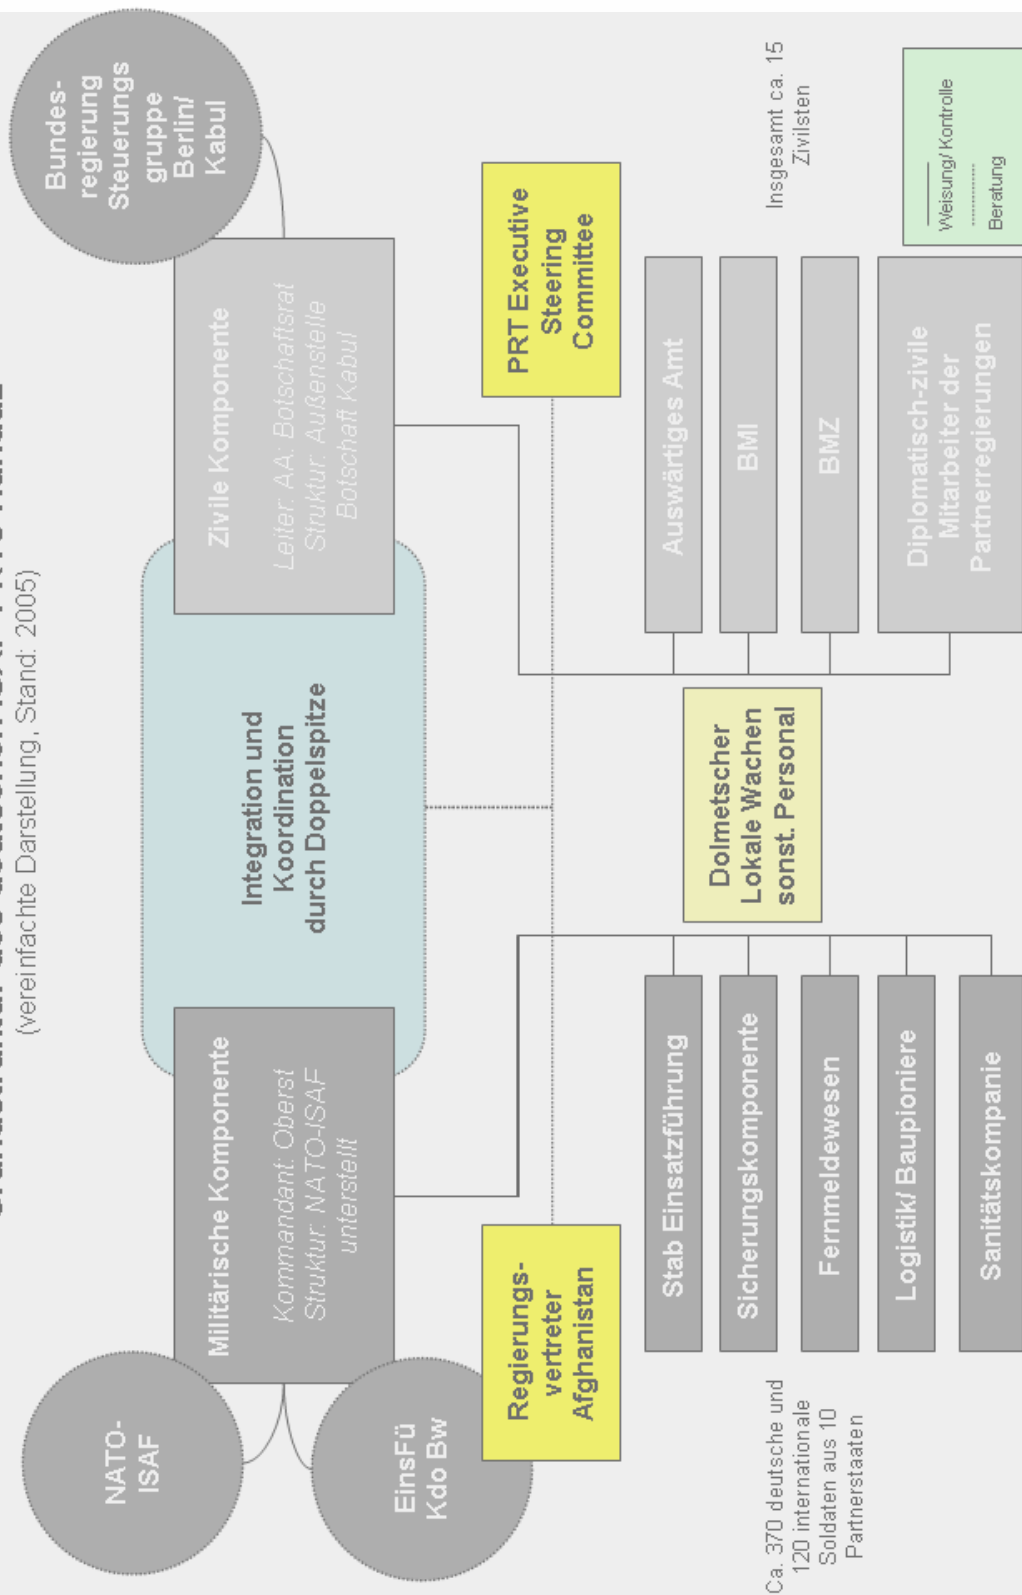 (vereinfachte Darstellung, Stand: 2005)
NATO-
ISAF
EinsFü
Kdo Bw
Militärische Komponente
Kommandant: Oberst
Struktur: NATO-ISAF
unterstellt
Integration und
Koordination
durch Doppelspitze
Zivile Komponente
Leiter: AA: Botschaftsrat
Struktur: Außenstelle
Botschaft Kabul
Bundes-
regierung
Steuerungs
gruppe
Berlin/
Kabul
Regierungs-
vertreter
Afghanistan
PRT Executive
Steering
Committee
Ca. 370 deutsche und
120 internationale
Soldaten aus 10
Partnerstaaten
Stab Einsatzführung
Sicherungskomponente
Fernmeldewesen
Logistik/ Baupioniere
Sanitätskompanie
Dolmetscher
Lokale Wachen
sonst. Personal
Auswärtiges Amt
BMI
BMZ
Diplomatisch-zivile
Mitarbeiter der
Partnerregierungen
Insgesamt ca. 15
Zivilsten
Weisung/ Kontrolle
Beratung